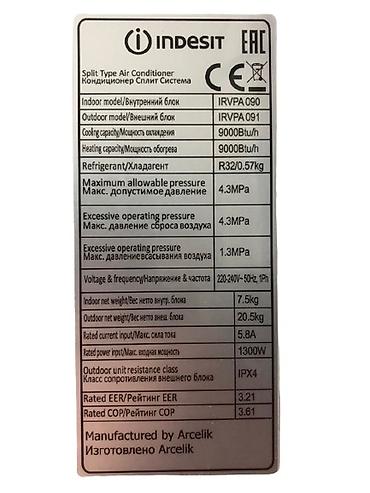 INDESIT EAC
Split Type Air Conditioner
Кондиционер Сплит Система
CE
Indoor model/Внутренний блок IRVPA 090
Outdoor model/Внешний блок IRVPA 091
Cooling capacity/Мощность охлаждения 9000Btu/h
Heating capacity/Мощность обогрева 9000Btu/h
Refrigerant/Хладагент R32/0.57kg
Maximum allowable pressure
Макс. допустимое давление 4.3MPa
Excessive operating pressure
Макс. давление сброса воздуха 4.3MPa
Excessive operating pressure
Макс. давлениевсасывания воздуха 1.3MPa
Voltage & frequency/Напряжение & частота 220-240V~ 50Hz, 1Ph
Indoor net weight/Вес нетто внутр. блока 7.5kg
Outdoor net weight/Вес нетто внеш. блока 20.5kg
Rated current input/Макс. сила тока 5.8A
Rated power input/Макс. входная мощность 1300W
Outdoor unit resistance class
Класс сопротивления внешнего блока IPX4
Rated EER/Рейтинг EER 3.21
Rated COP/Рейтинг COP 3.61
Manufactured by Arcelik
Изготовлено Arcelik